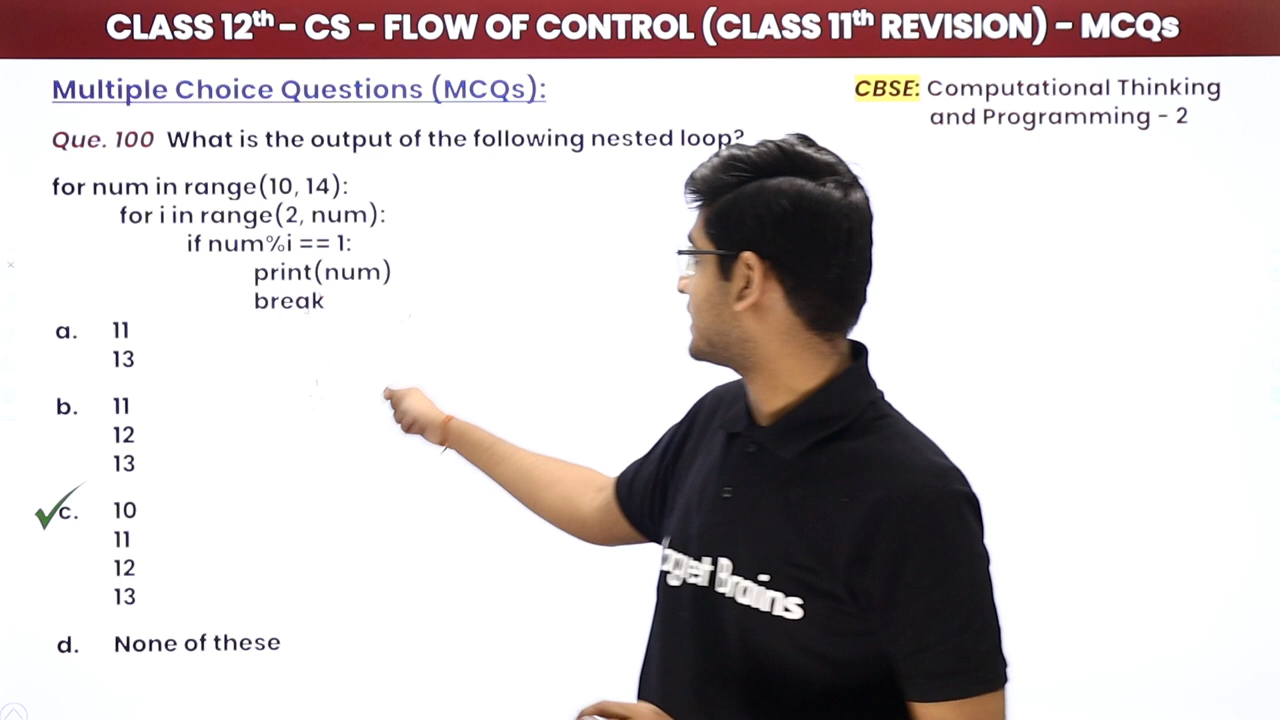 CLASS 12th - CS - FLOW OF CONTROL (CLASS 11th REVISION) - MCQs
Multiple Choice Questions (MCQs):
CBSE: Computational Thinking
and Programming - 2
Que. 100 What is the output of the following nested loop?
for num in range(10, 14):
for i in range(2, num):
if num%i == 1:
print(num)
break
a. 11
13
b. 11
12
13
c. 10
11
12
13
d. None of these
Brains